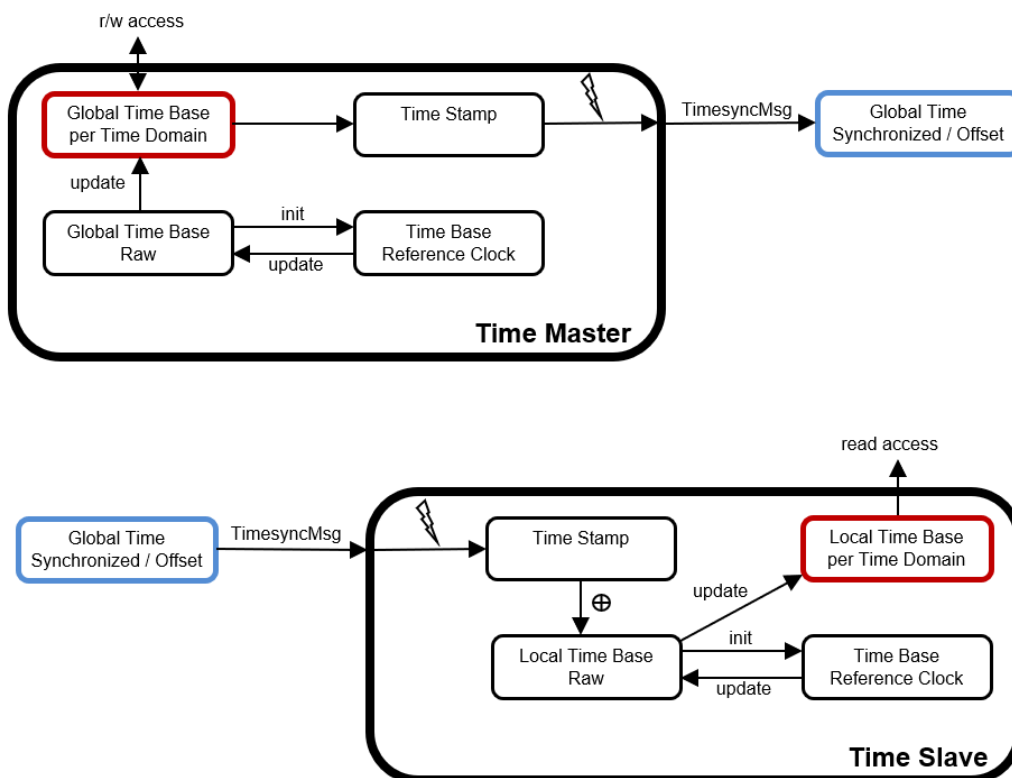 r/w access
Global Time Base
per Time Domain
Time Stamp
TimesyncMsg
Global Time
Synchronized / Offset
update
Global Time Base
Raw
init
update
Time Base
Reference Clock
Time Master
read access
Global Time
Synchronized / Offset
TimesyncMsg
Time Stamp
Local Time Base
per Time Domain
⊕
update
Local Time Base
Raw
init
update
Time Base
Reference Clock
Time Slave